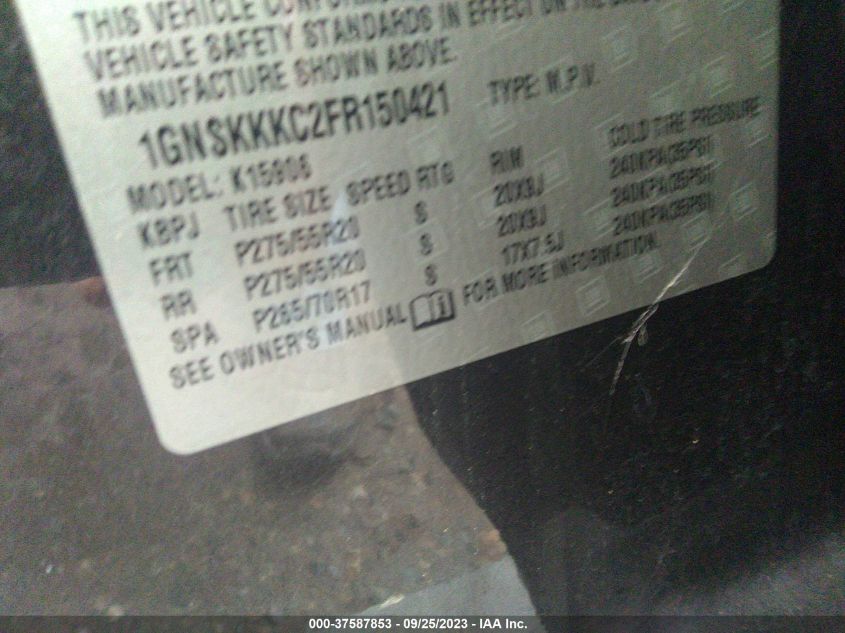 THIS VEHICLE
VEHICLE SAFETY STANDARDS IN EFFECT ON THE
MANUFACTURE SHOWN ABOVE.
1GNSKKKC2FR150421 TYPE: M.P.V.
MODEL: K15906
KBPJ TIRE SIZE SPEED RTG RIM COLD TIRE PRESSURE
FRT P275/55R20 S 20X9J 240KPA(35PSI)
RR P275/55R20 S 20X9J 240KPA(35PSI)
SPA P265/70R17 S 17X7.5J 240KPA(35PSI)
SEE OWNER'S MANUAL FOR MORE INFORMATION.
000-37587853 - 09/25/2023 - IAA Inc.